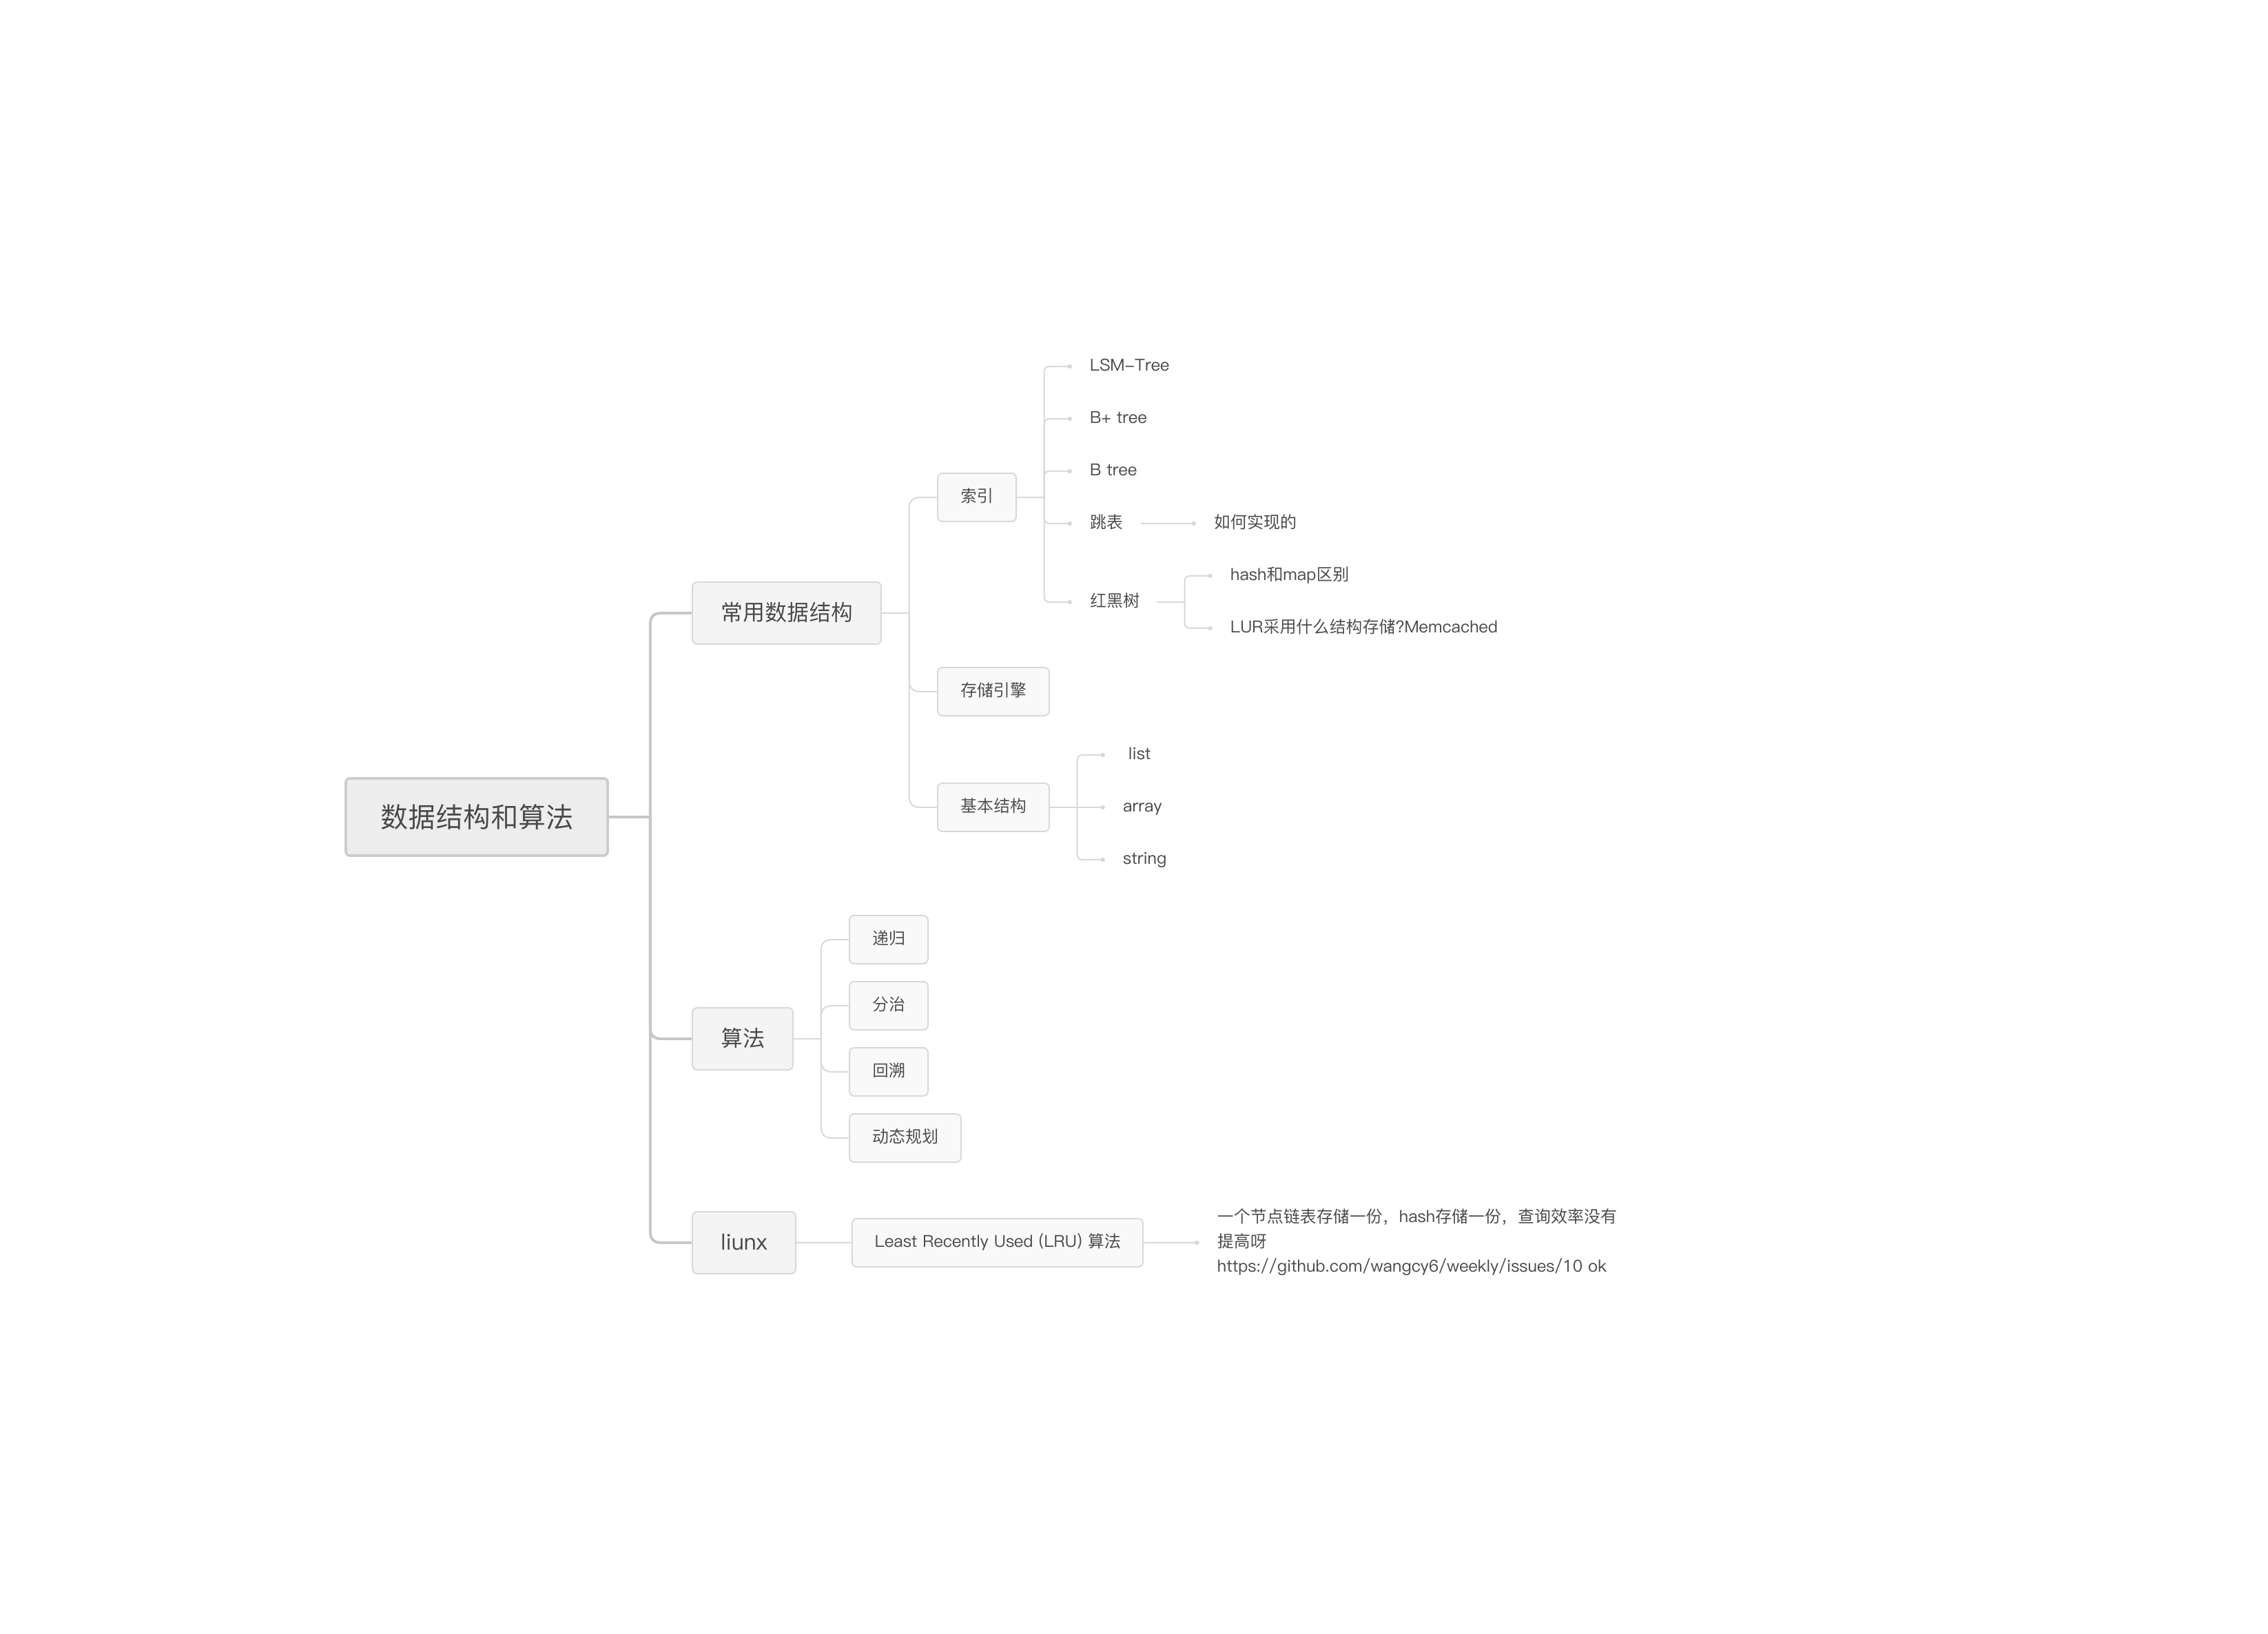 数据结构和算法
常用数据结构
索引
LSM-Tree
B+ tree
B tree
跳表
如何实现的
红黑树
hash和map区别
LUR采用什么结构存储?Memcached
存储引擎
基本结构
list
array
string
算法
递归
分治
回溯
动态规划
liunx
Least Recently Used (LRU) 算法
一个节点链表存储一份，hash存储一份，查询效率没有
提高呀
https://github.com/wangcy6/weekly/issues/10 ok